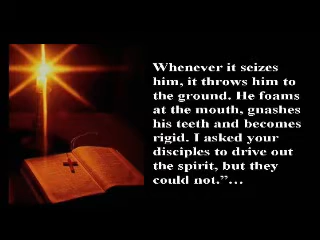 Whenever it seizes
him, it throws him to
the ground. He foams
at the mouth, gnashes
his teeth and becomes
rigid. I asked your
disciples to drive out
the spirit, but they
could not.”...